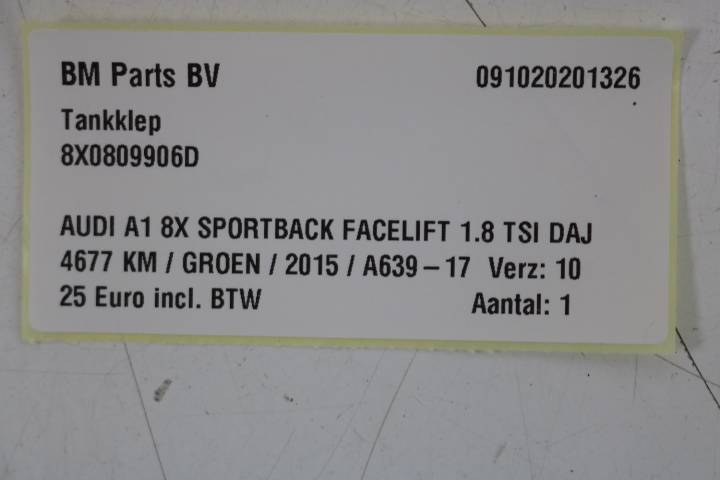 BM Parts BV 091020201326
Tankklep
8X0809906D
AUDI A1 8X SPORTBACK FACELIFT 1.8 TSI DAJ
4677 KM / GROEN / 2015 / A639-17 Verz: 10
25 Euro incl. BTW Aantal: 1